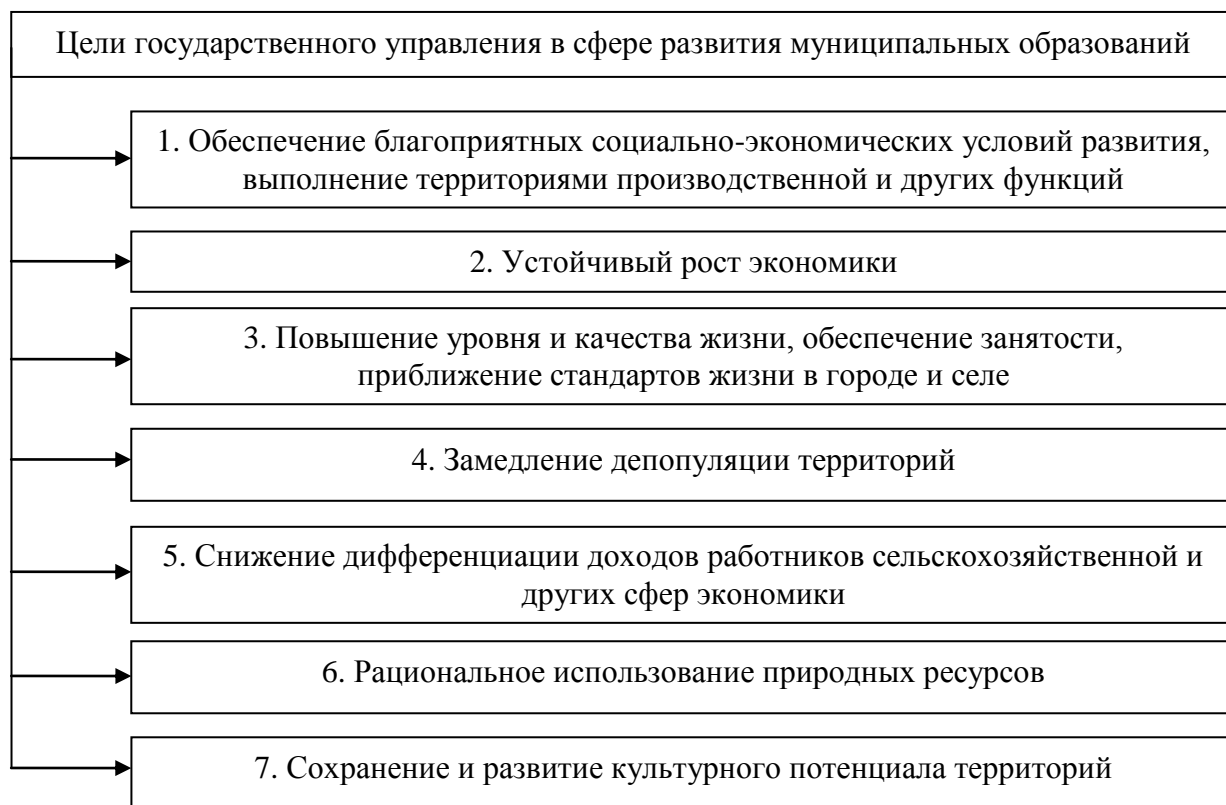 Цели государственного управления в сфере развития муниципальных образований
1. Обеспечение благоприятных социально-экономических условий развития,
выполнение территориями производственной и других функций
2. Устойчивый рост экономики
3. Повышение уровня и качества жизни, обеспечение занятости,
приближение стандартов жизни в городе и селе
4. Замедление депопуляции территорий
5. Снижение дифференциации доходов работников сельскохозяйственной и
других сфер экономики
6. Рациональное использование природных ресурсов
7. Сохранение и развитие культурного потенциала территорий